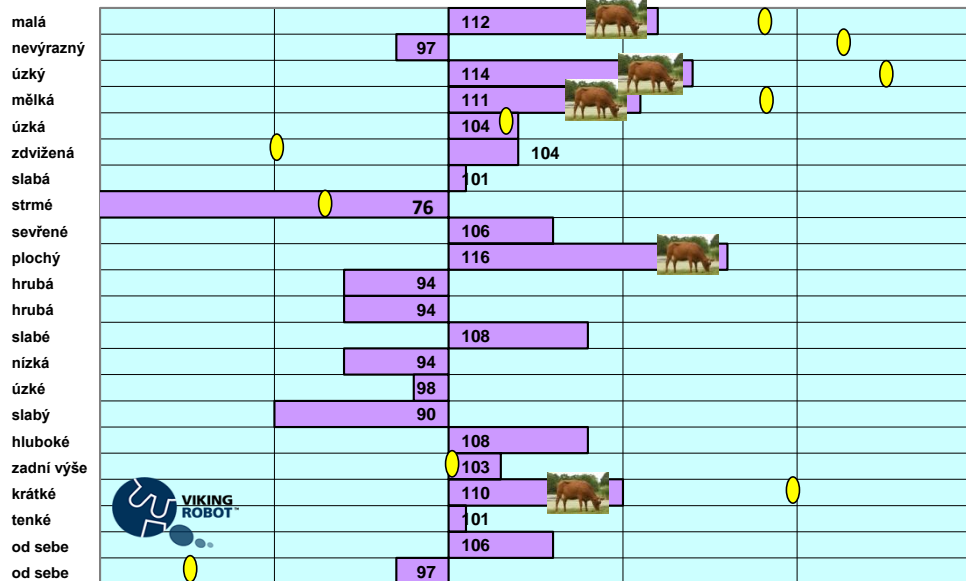 malá 112
nevýrazný 97
úzký 114
mělká 111
úzká 104
zdvižená 104
slabá 101
strmé 76
sevřené 106
plochý 116
hrubá 94
hrubá 94
slabé 108
nízká 94
úzké 98
slabý 90
hluboké 108
zadní výše 103
krátké 110
VIKING
ROBOT™
tenké 101
od sebe 106
od sebe 97